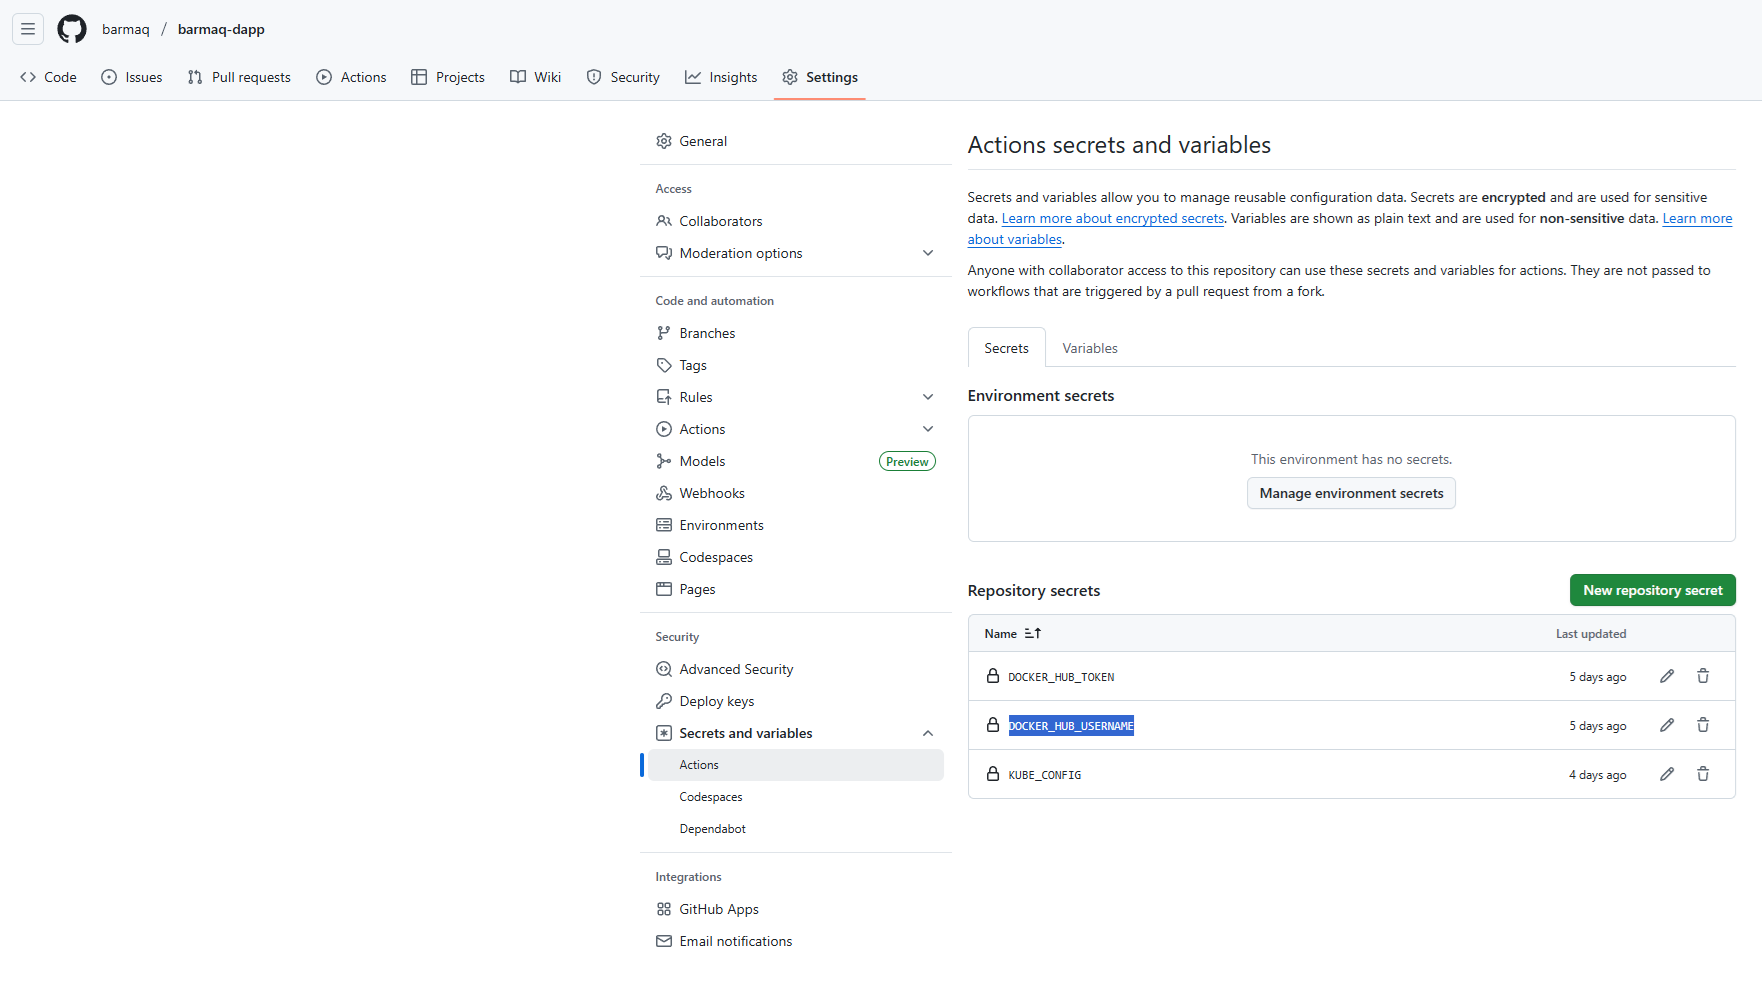 barmaq / barmaq-dapp
Code Issues Pull requests Actions Projects Wiki Security Insights Settings
General
Access
Collaborators
Moderation options
Code and automation
Branches
Tags
Rules
Actions
Models Preview
Webhooks
Environments
Codespaces
Pages
Security
Advanced Security
Deploy keys
Secrets and variables
Actions
Codespaces
Dependabot
Integrations
GitHub Apps
Email notifications
Actions secrets and variables
Secrets and variables allow you to manage reusable configuration data. Secrets are encrypted and are used for sensitive
data. Learn more about encrypted secrets. Variables are shown as plain text and are used for non-sensitive data. Learn more
about variables.
Anyone with collaborator access to this repository can use these secrets and variables for actions. They are not passed to
workflows that are triggered by a pull request from a fork.
Secrets Variables
Environment secrets
This environment has no secrets.
Manage environment secrets
Repository secrets New repository secret
Name Last updated
DOCKER_HUB_TOKEN 5 days ago
DOCKER_HUB_USERNAME 5 days ago
KUBE_CONFIG 4 days ago